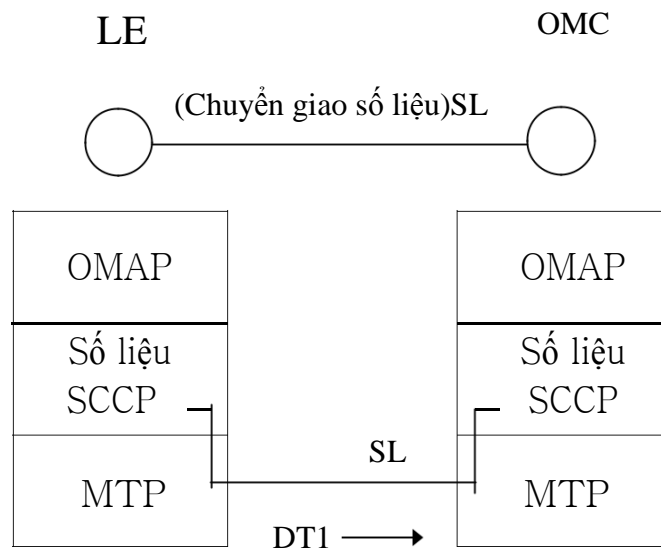 LE
OMC
(Chuyển giao số liệu)SL
OMAP
OMAP
Số liệu
SCCP
Số liệu
SCCP
SL
MTP
MTP
DT1